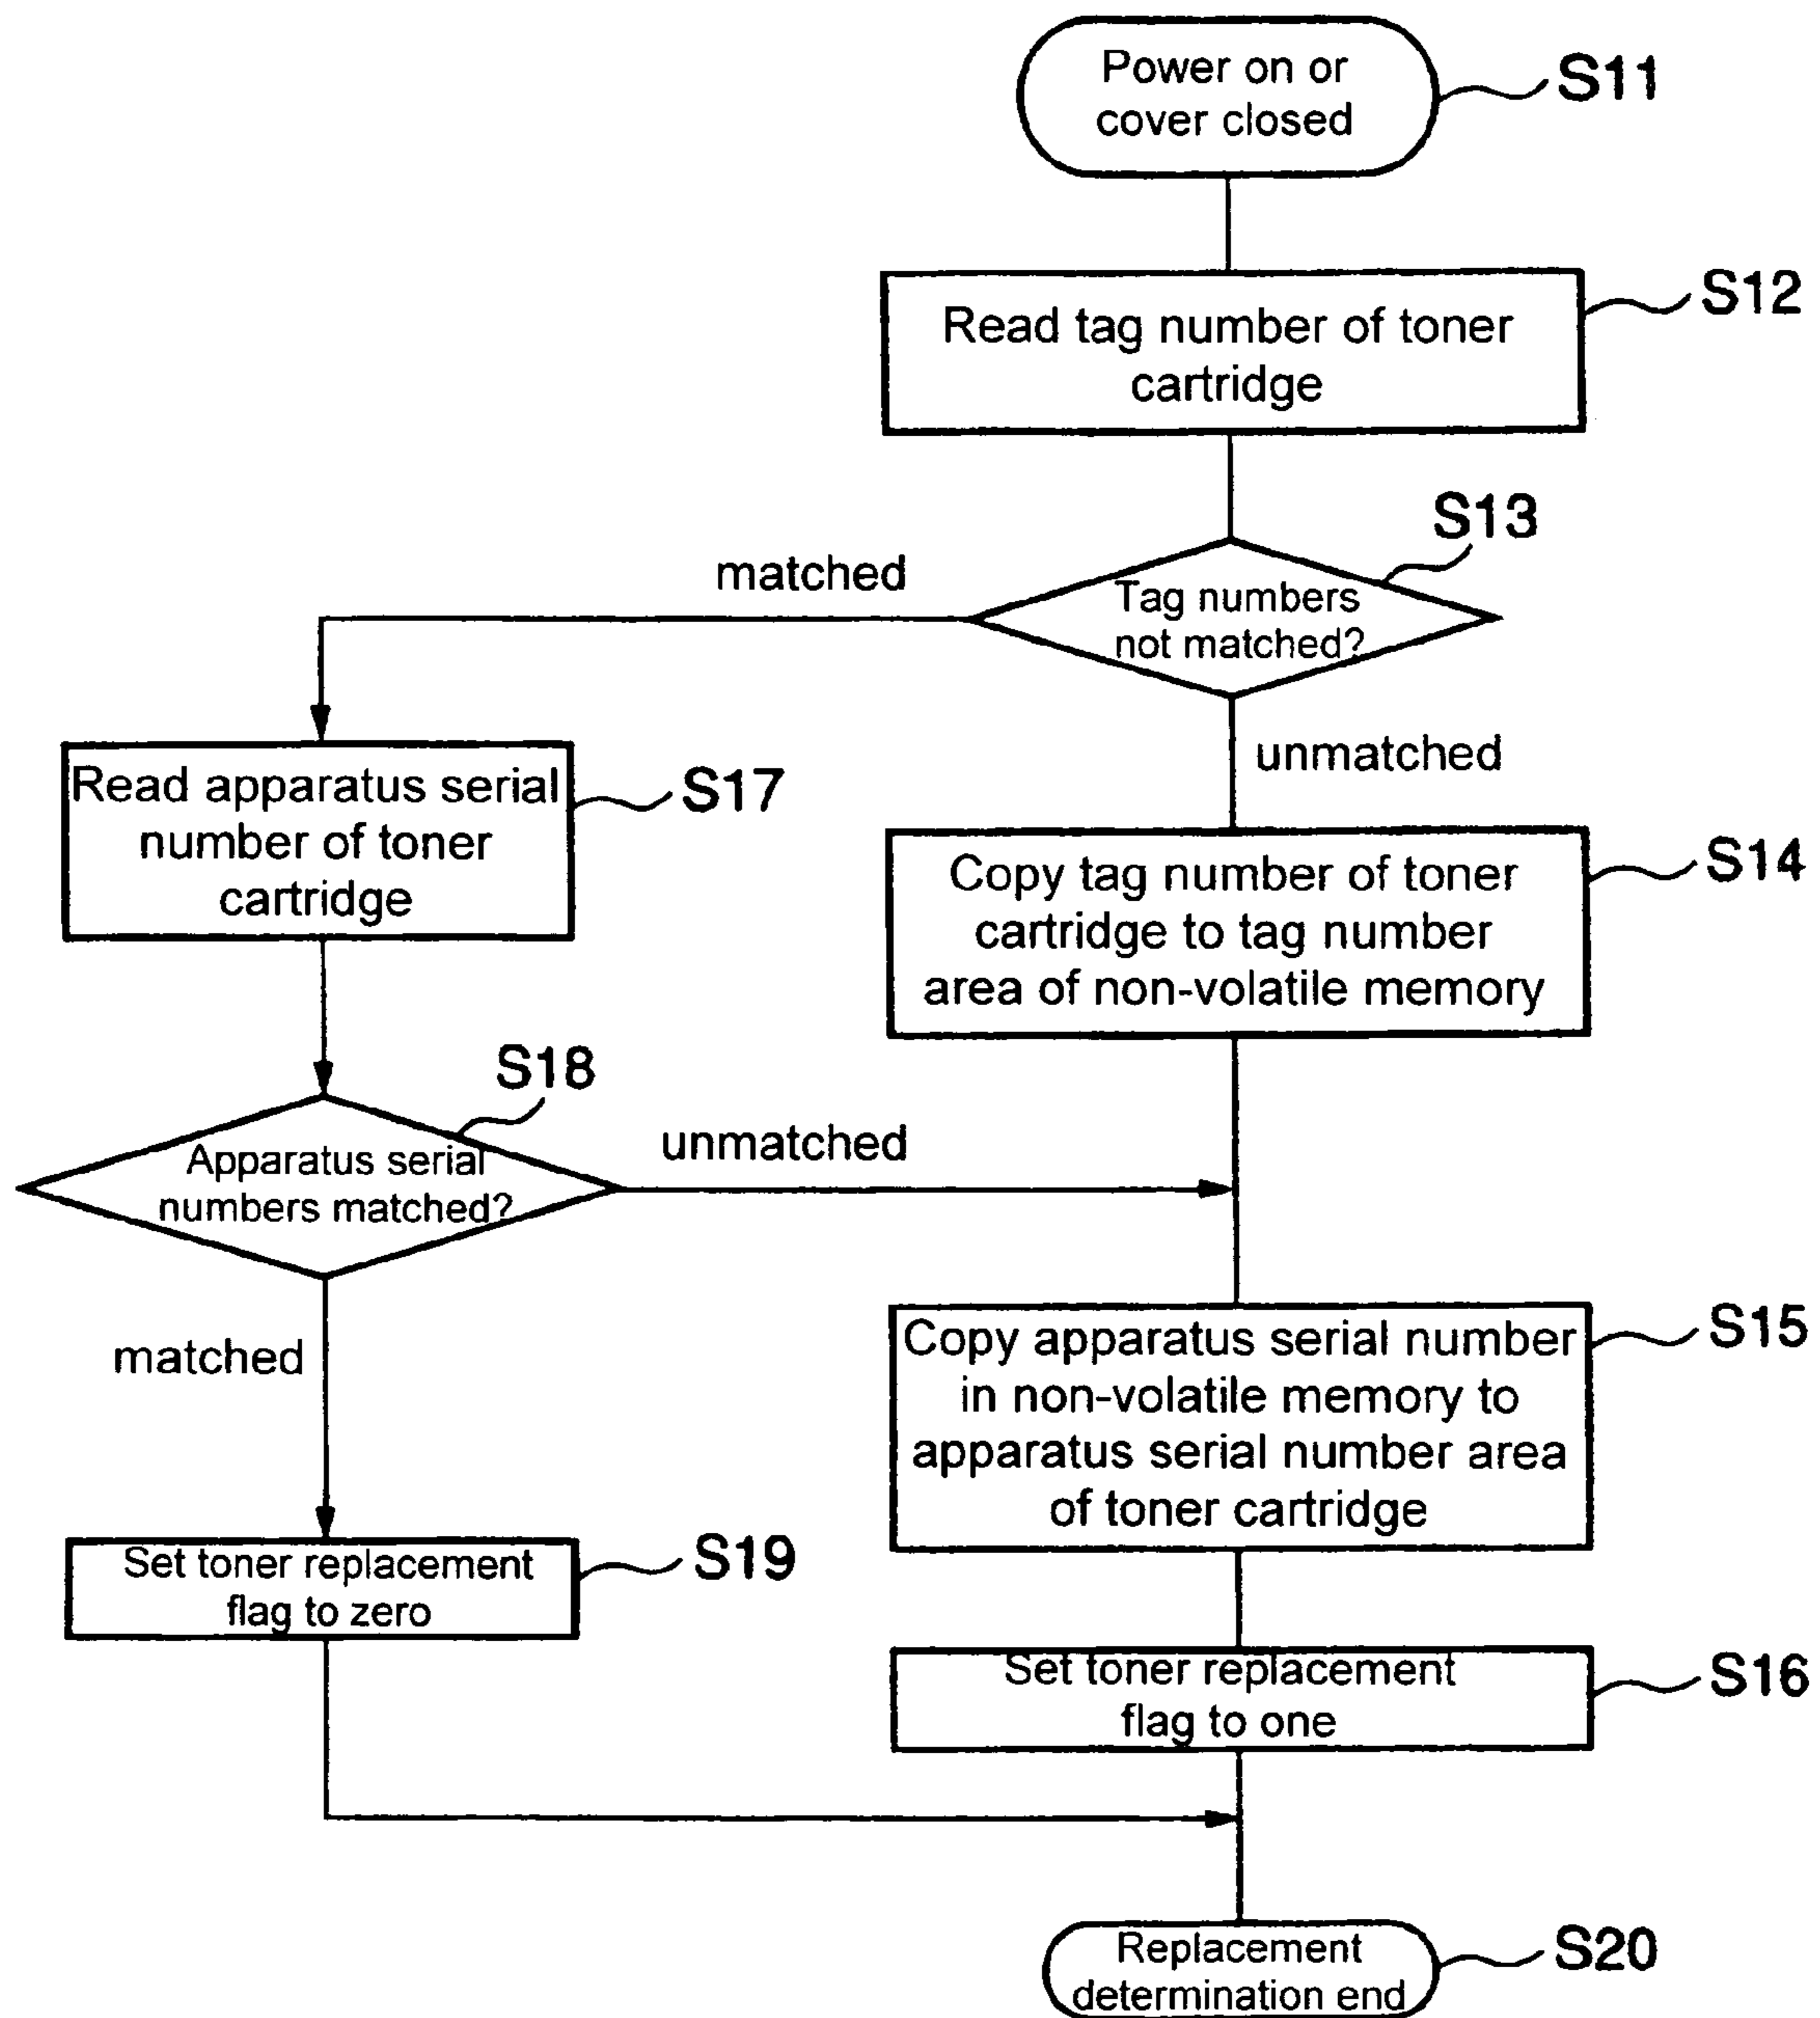 Power on or
cover closed
S11
Read tag number of toner
cartridge
S12
S13
Tag numbers
not matched?
matched
unmatched
Read apparatus serial
number of toner
cartridge
S17
Copy tag number of toner
cartridge to tag number
area of non-volatile memory
S14
S18
Apparatus serial
numbers matched?
unmatched
matched
Copy apparatus serial number
in non-volatile memory to
apparatus serial number area
of toner cartridge
S15
Set toner replacement
flag to zero
S19
Set toner replacement
flag to one
S16
Replacement
determination end
S20